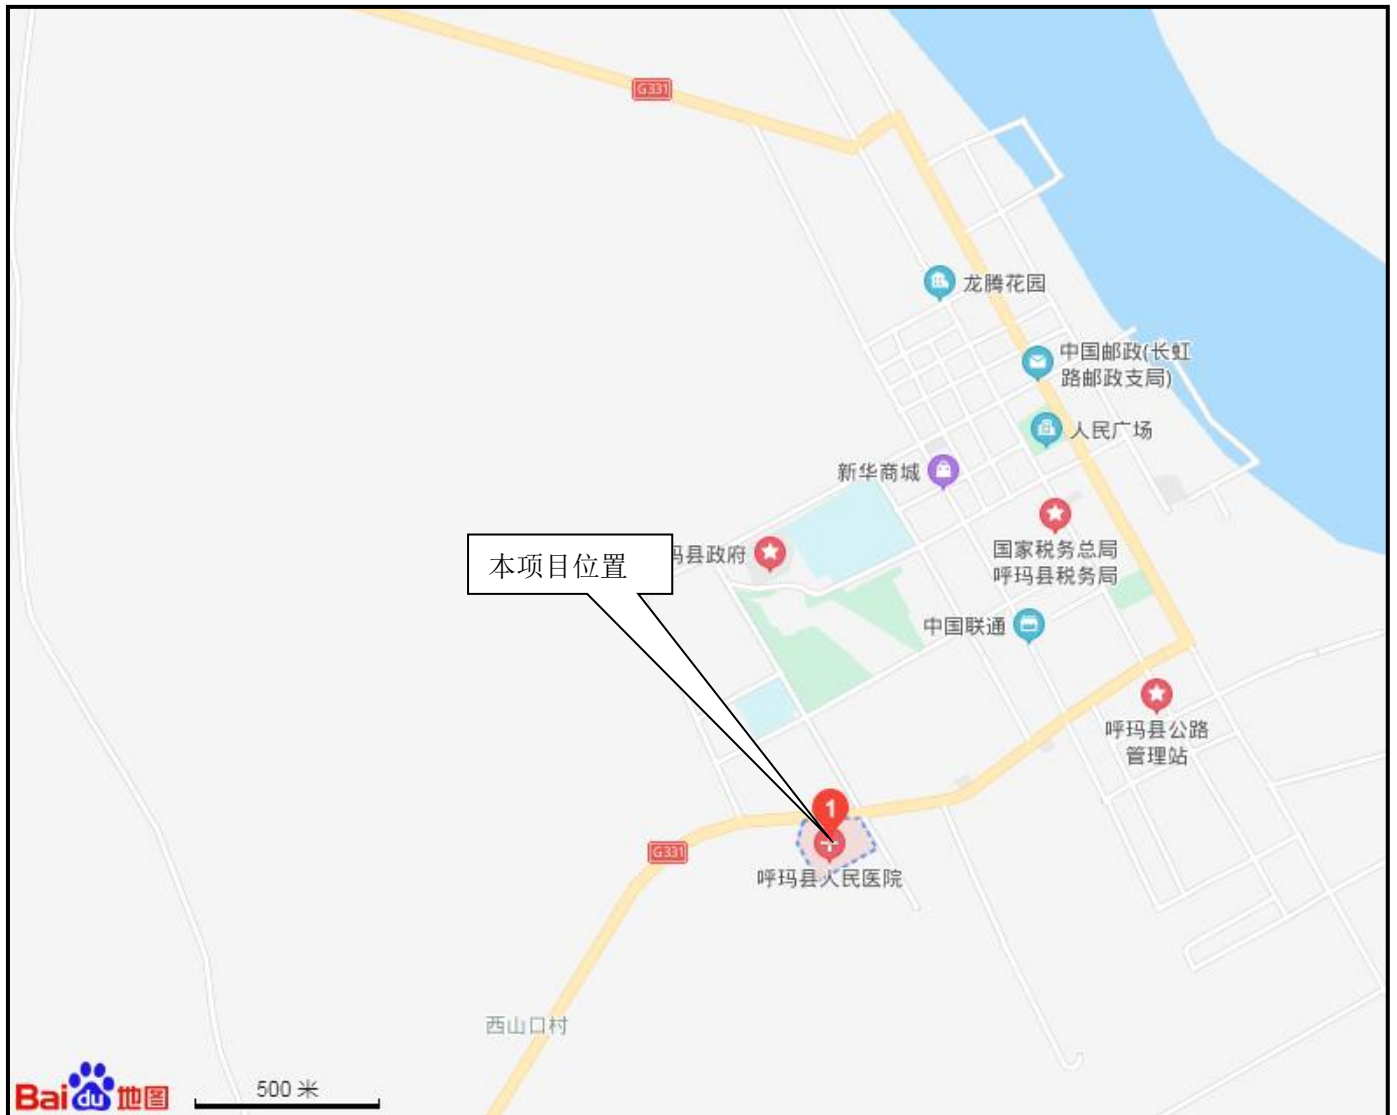 G331
龙腾花园
中国邮政(长虹
路邮政支局)
人民广场
新华商城
国家税务总局
呼玛县税务局
本项目位置
玛县政府
中国联通
呼玛县公路
管理站
1
G331
呼玛县人民医院
西山口村
Bai du 地图
500 米